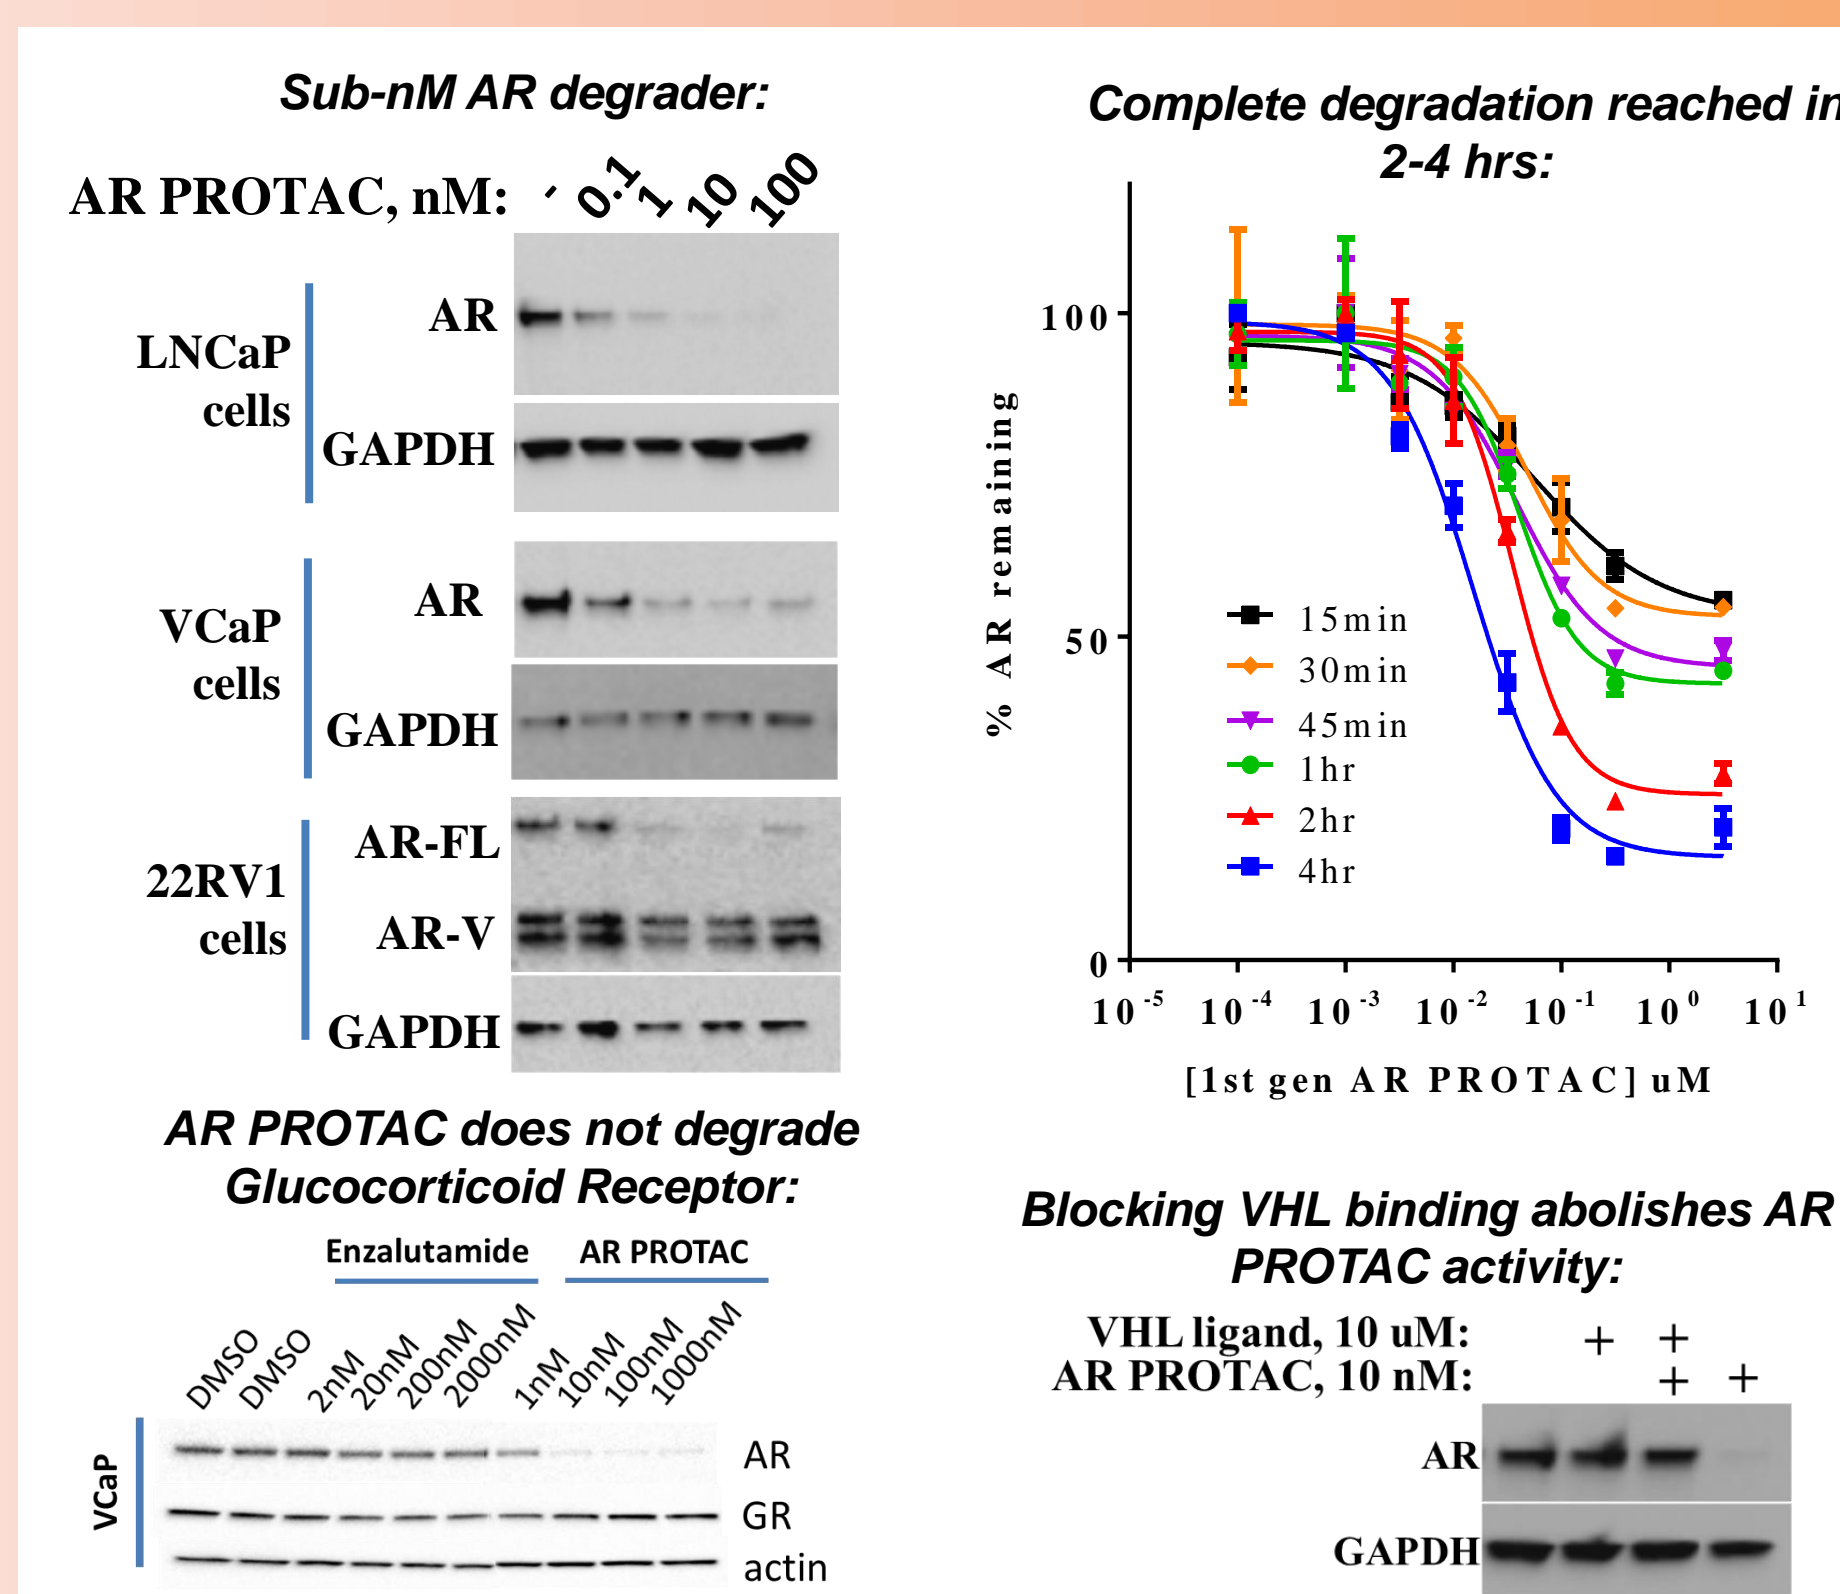 Sub-nM AR degrader:
AR PROTAC, nM: - 0.1 1 10 100
LNCaP
cells
AR
GAPDH
VCaP
cells
AR
GAPDH
22RV1
cells
AR-FL
AR-V
GAPDH
Complete degradation reached in
2-4 hrs:
% AR remaining
100
50
0
15min
30min
45min
1hr
2hr
4hr
10-5 10-4 10-3 10-2 10-1 100 101
[1st gen AR PROTAC] uM
AR PROTAC does not degrade
Glucocorticoid Receptor:
Enzalutamide AR PROTAC
DMSO DMSO 2nM 20nM 200nM 2000nM 1nM 10nM 100nM 1000nM
VCaP
AR
GR
actin
Blocking VHL binding abolishes AR
PROTAC activity:
VHL ligand, 10 uM: + +
AR PROTAC, 10 nM: + +
AR
GAPDH